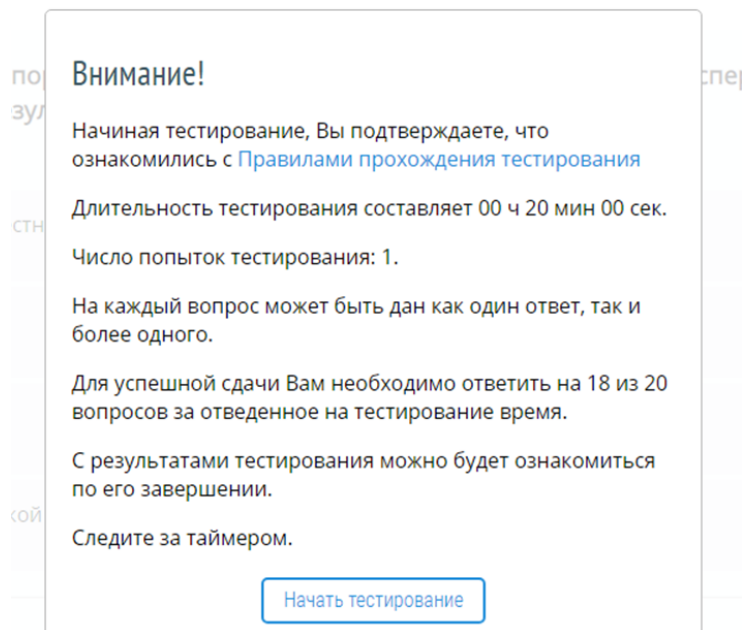 Внимание!
Начиная тестирование, Вы подтверждаете, что
ознакомились с Правилами прохождения тестирования
Длительность тестирования составляет 00 ч 20 мин 00 сек.
Число попыток тестирования: 1.
На каждый вопрос может быть дан как один ответ, так и
более одного.
Для успешной сдачи Вам необходимо ответить на 18 из 20
вопросов за отведенное на тестирование время.
С результатами тестирования можно будет ознакомиться
по его завершении.
Следите за таймером.
Начать тестирование